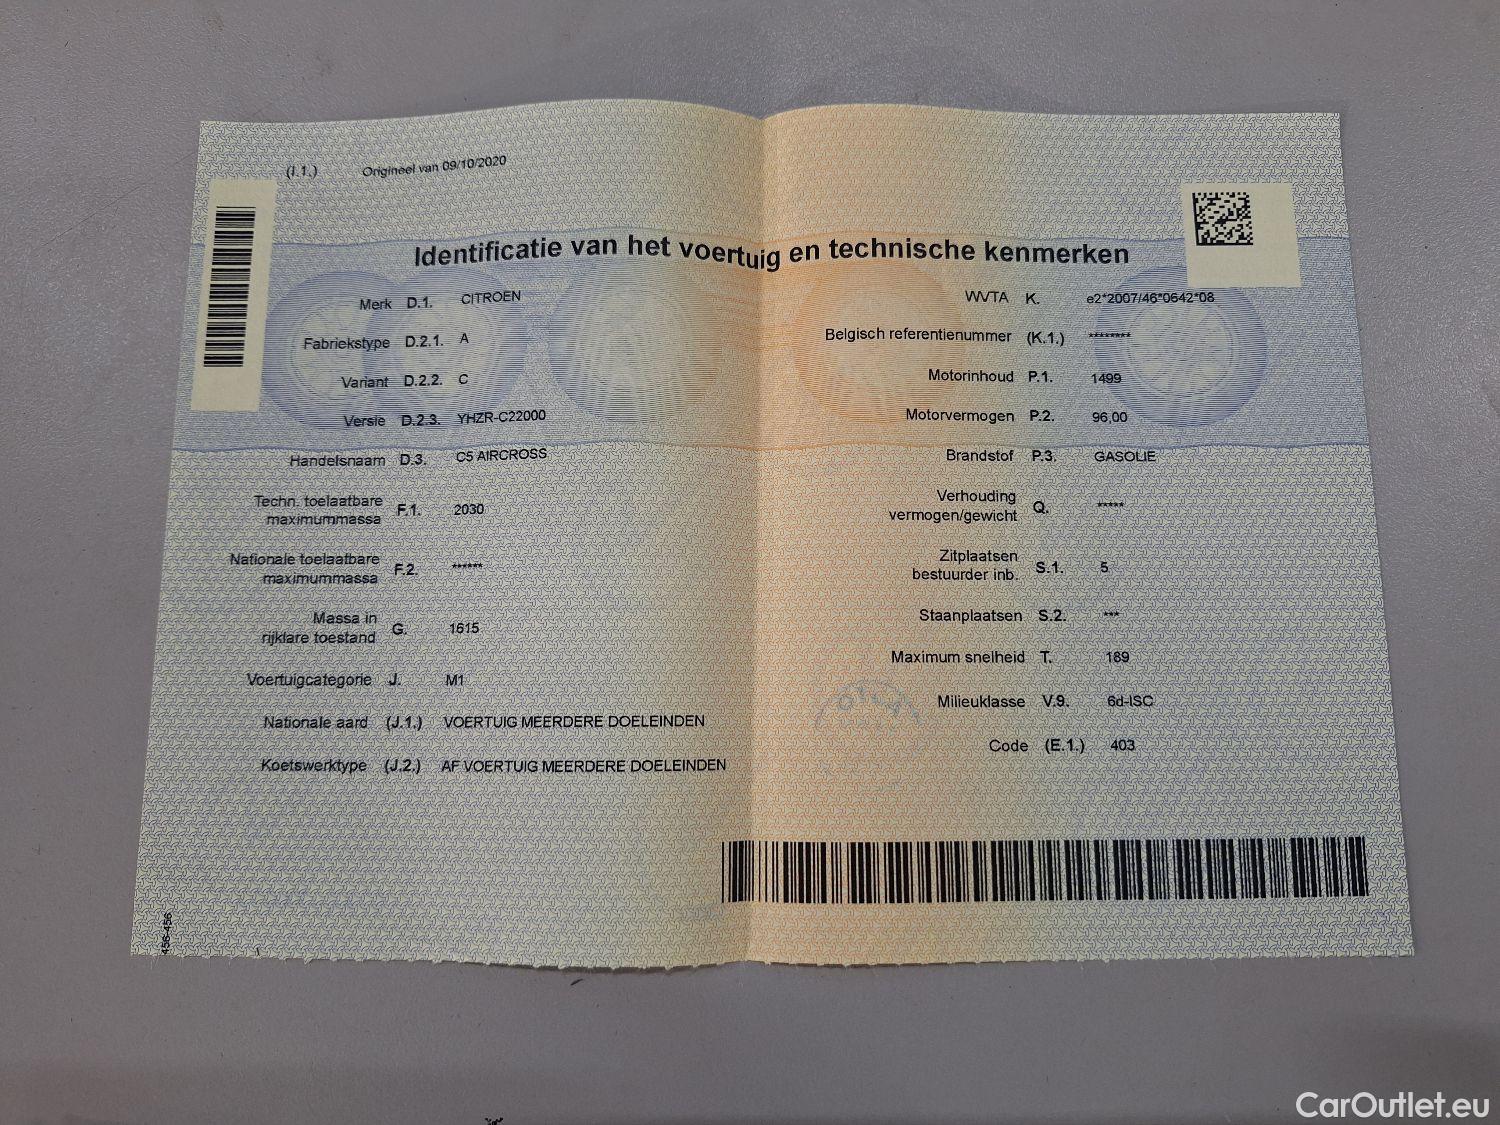 (I.1.) Origineel van 09/10/2020
Identificatie van het voertuig en technische kenmerken
Merk D.1. CITROEN
Fabriekstype D.2.1. A
Variant D.2.2. C
Versie D.2.3. YHZR-C22000
Handelsnaam D.3. C5 AIRCROSS
Techn. toelaatbare
maximummassa F.1. 2030
Nationale toelaatbare
maximummassa F.2. ******
Massa in
rijklare toestand G. 1615
Voertuigcategorie J. M1
Nationale aard (J.1.) VOERTUIG MEERDERE DOELEINDEN
Koetswerktype (J.2.) AF VOERTUIG MEERDERE DOELEINDEN
456-456
WVTA K. e2*2007/46*0642*08
Belgisch referentienummer (K.1.) ********
Motorinhoud P.1. 1499
Motorvermogen P.2. 96,00
Brandstof P.3. GASOLIE
Verhouding
vermogen/gewicht Q. *****
Zitplaatsen
bestuurder inb. S.1. 5
Staanplaatsen S.2. ***
Maximum snelheid T. 189
Milieuklasse V.9. 6d-ISC
Code (E.1.) 403
CarOutlet.eu